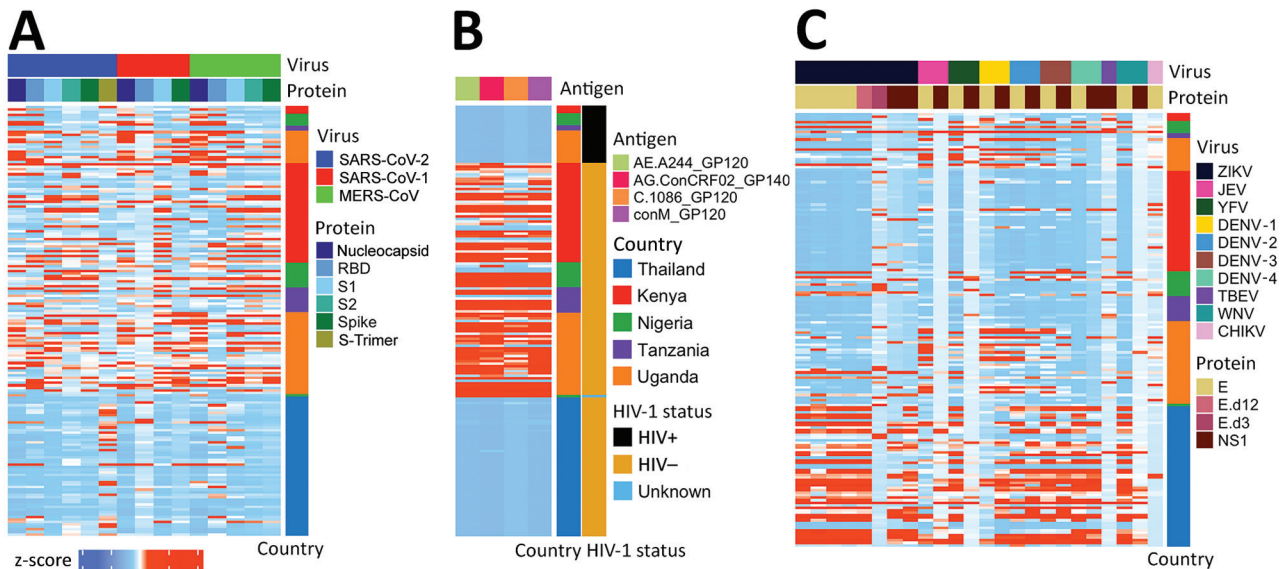 A
Virus
Protein
Virus
SARS-CoV-2
SARS-CoV-1
MERS-CoV
Protein
Nucleocapsid
RBD
S1
S2
Spike
S-Trimer
Country
z-score
B
Antigen
Antigen
AE.A244_GP120
AG.ConCRF02_GP140
C.1086_GP120
conM_GP120
Country
Thailand
Kenya
Nigeria
Tanzania
Uganda
HIV-1 status
HIV+
HIV–
Unknown
Country HIV-1 status
C
Virus
Protein
Virus
ZIKV
JEV
YFV
DENV-1
DENV-2
DENV-3
DENV-4
TBEV
WNV
CHIKV
Protein
E
E.d12
E.d3
NS1
Country